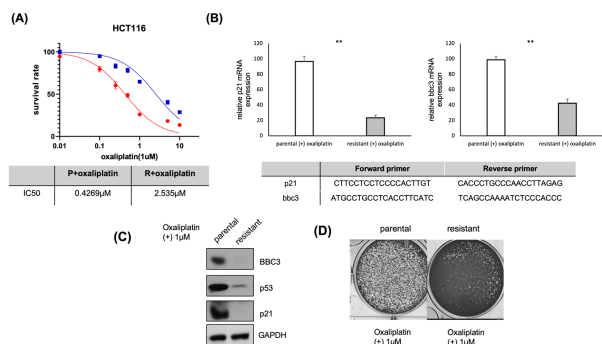 (A)
HCT116
survival rate
100
50
0
0.01
0.1
1
10
oxaliplatin(1uM)
P+oxaliplatin
R+oxaliplatin
IC50
0.4269μM
2.535μM
(B)
**
relative p21 mRNA
expression
120
100
80
60
40
20
0
parental (+) oxaliplatin
resistant (+) oxaliplatin
**
relative bbc3 mRNA
expression
120
100
80
60
40
20
0
parental (+) oxaliplatin
resistant (+) oxaliplatin
Forward primer
Reverse primer
p21
CTTCCTCCTCCCCACTTGT
CACCCTGCCCAACCTTAGAG
bbc3
ATGCCTGCCTCACCTTCATC
TCAGCCAAAATCTCCCACCC
(C)
Oxaliplatin
(+) 1μM
parental
resistant
BBC3
p53
p21
GAPDH
(D)
parental
resistant
Oxaliplatin
(+) 1μM
Oxaliplatin
(+) 1μM